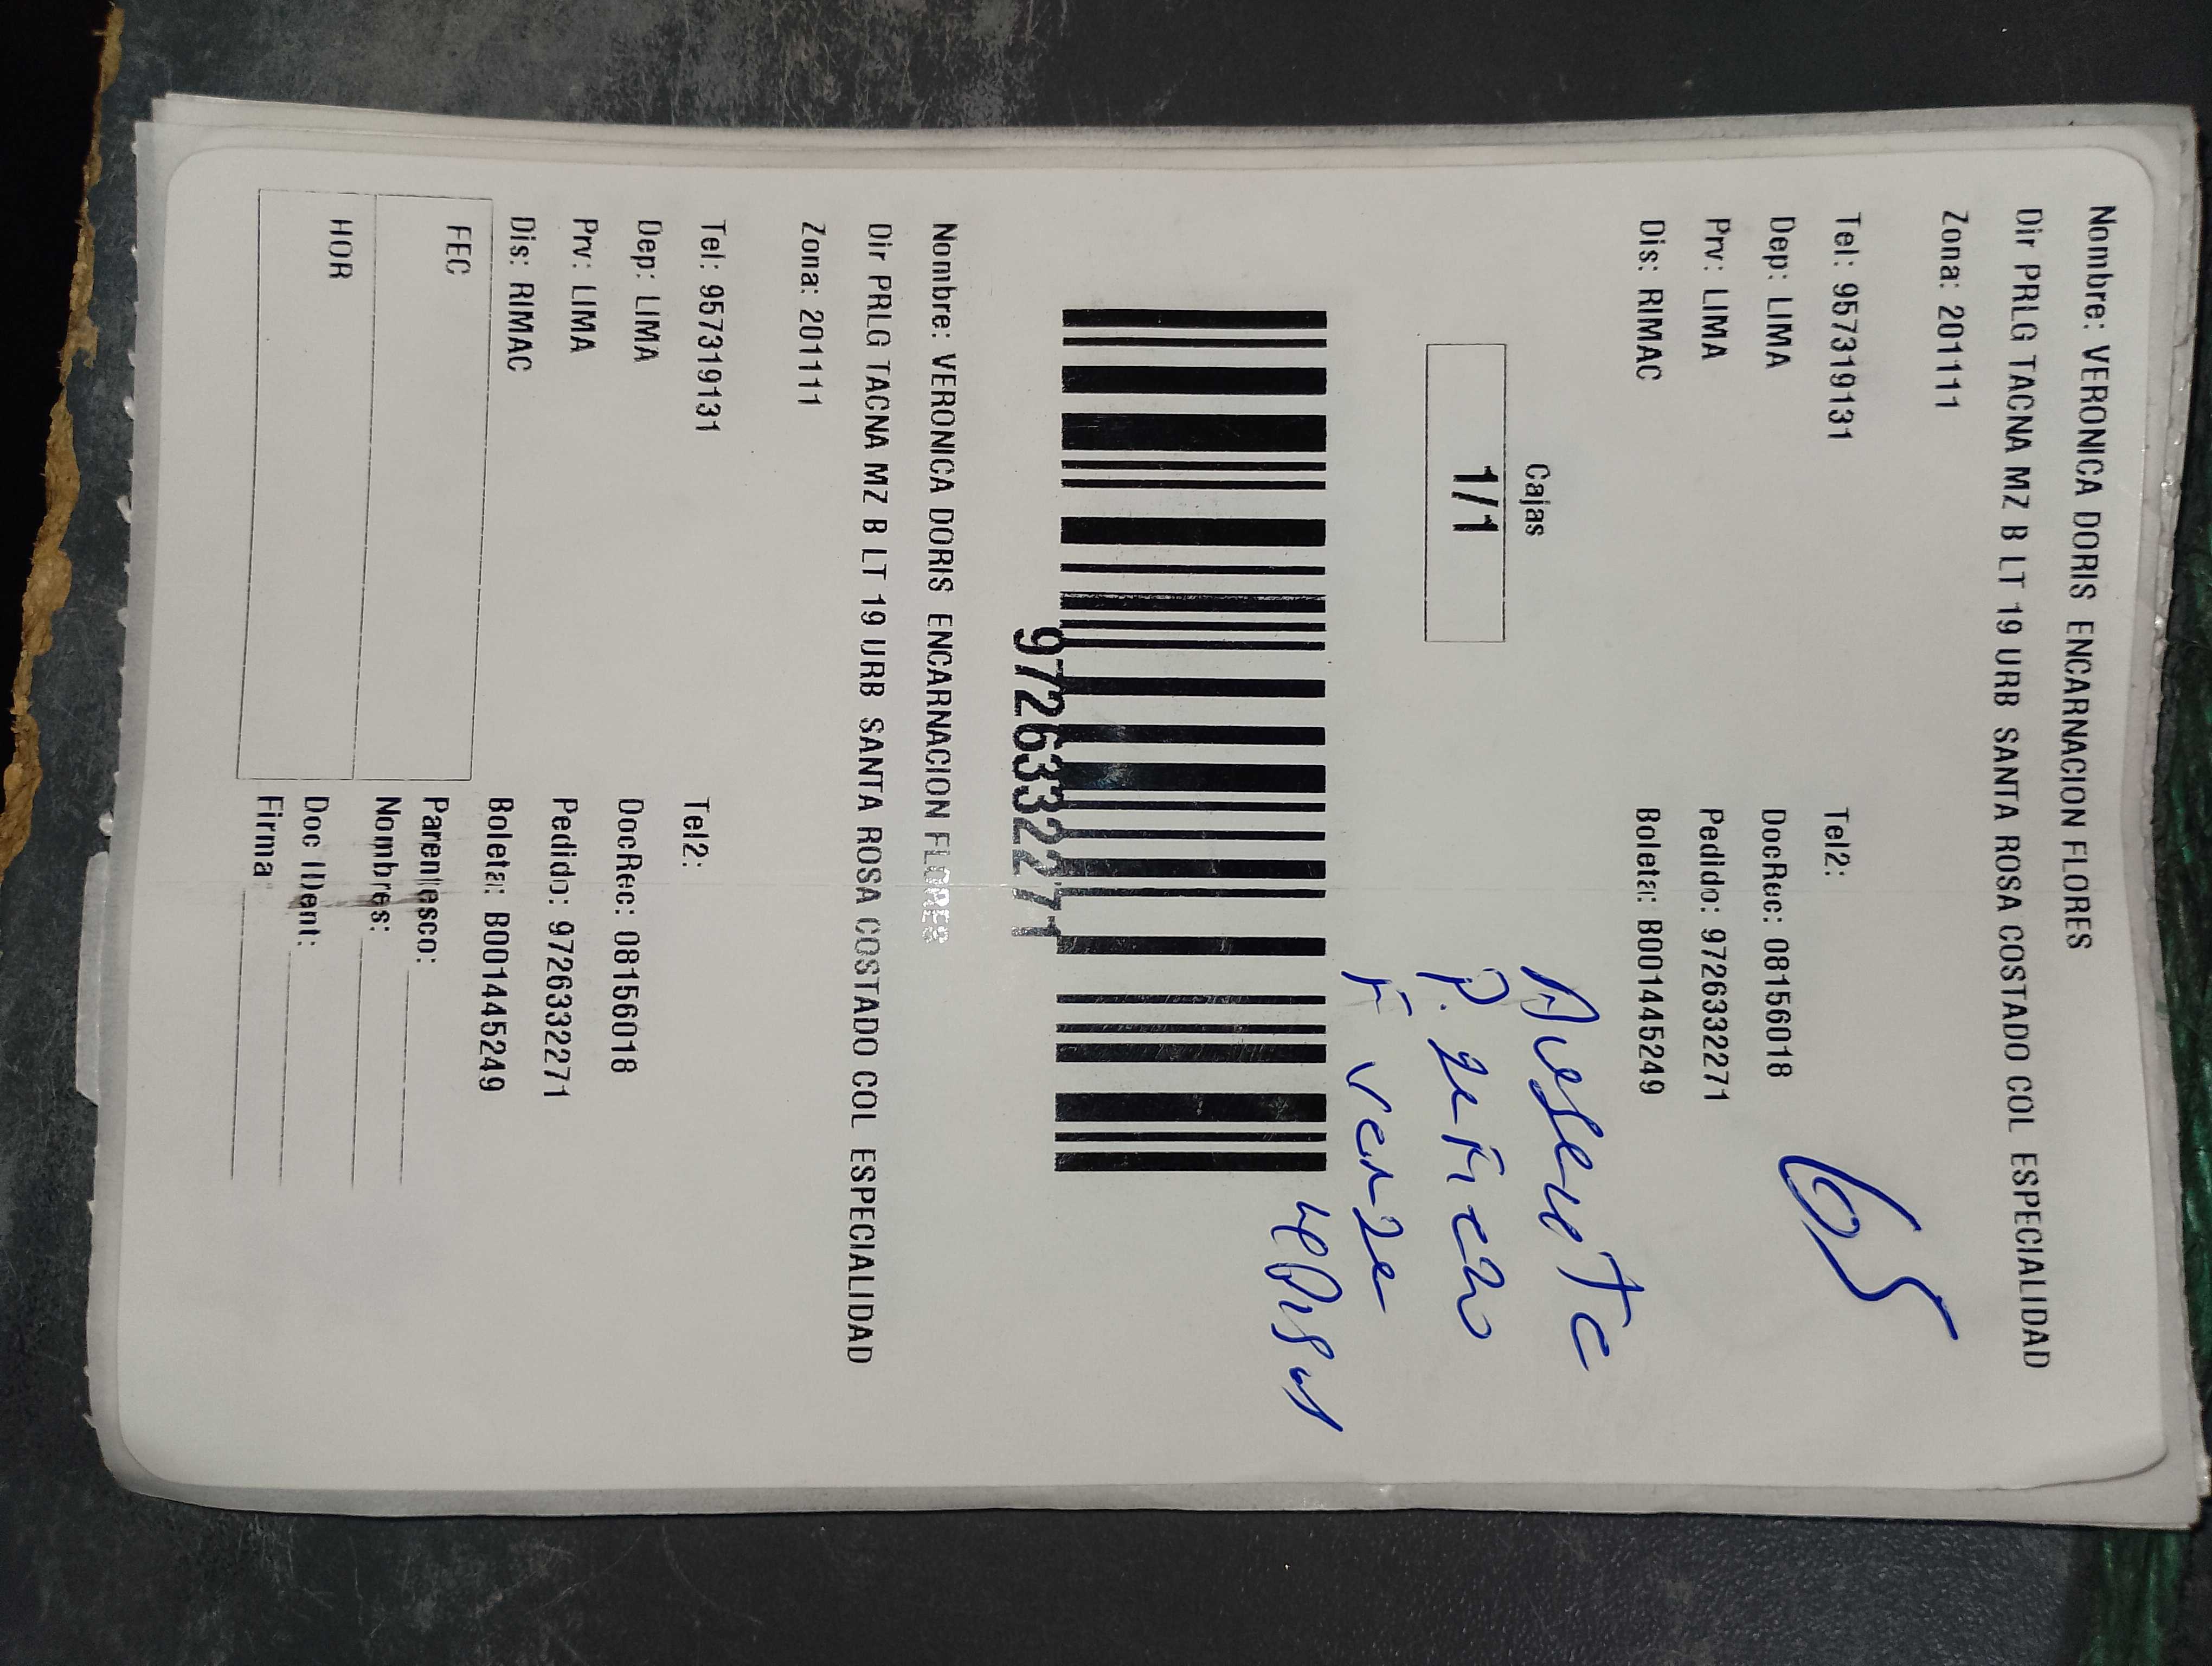 Nombre: VERONICA DORIS ENCARNACION FLORES
Dir PRLG TACNA MZ B LT 19 URB SANTA ROSA COSTADO COL ESPECIALIDAD
Zona: 201111
Tel: 957319131 Tel2:
Dep: LIMA DocRec: 08156018
Prv: LIMA Pedido: 9726332271
Dis: RIMAC Boleta: B001445249
65
Cajas
1/1
Ausente
9726332271
Nombre: VERONICA DORIS ENCARNACION FLORES
Dir PRLG TACNA MZ B LT 19 URB SANTA ROSA COSTADO COL ESPECIALIDAD
Zona: 201111
Tel: 957319131 Tel2:
Dep: LIMA DocRec: 08156018
Prv: LIMA Pedido: 9726332271
Dis: RIMAC Boleta: B001445249
FEC
Parentesco:
Nombres:
HOR
Doc IDent:
Firma